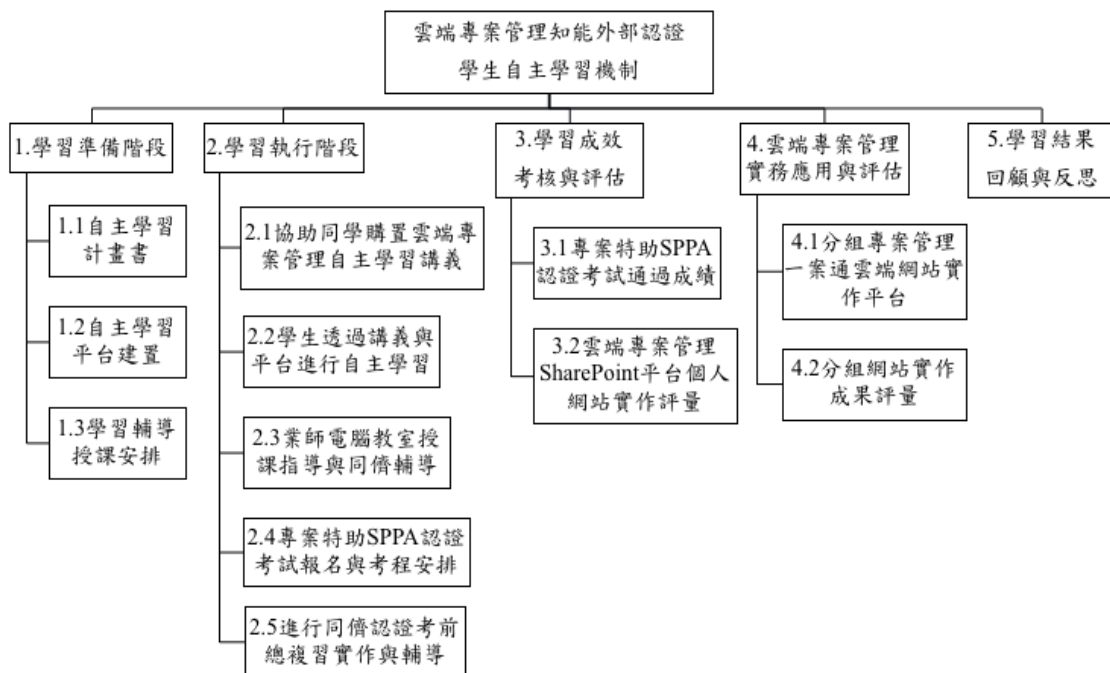 雲端專案管理知能外部認證
學生自主學習機制
1.學習準備階段
1.1自主學習
計畫書
1.2自主學習
平台建置
1.3學習輔導
授課安排
2.學習執行階段
2.1協助同學購置雲端專
案管理自主學習講義
2.2學生透過講義與
平台進行自主學習
2.3業師電腦教室授
課指導與同儕輔導
2.4專案特助SPPA認證
考試報名與考程安排
2.5進行同儕認證考前
總複習實作與輔導
3.學習成效
考核與評估
3.1專案特助SPPA
認證考試通過成績
3.2雲端專案管理
SharePoint平台個人
網站實作評量
4.雲端專案管理
實務應用與評估
4.1分組專案管理
一案通雲端網站實
作平台
4.2分組網站實作
成果評量
5.學習結果
回顧與反思